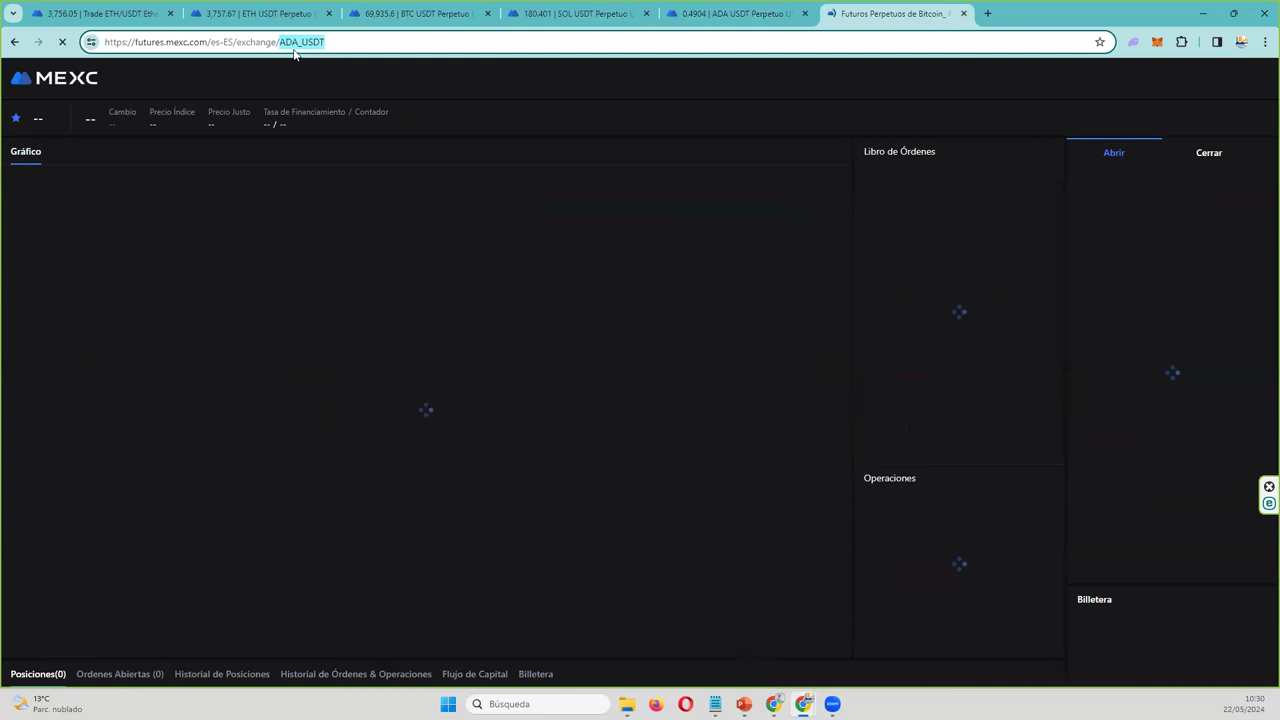 3,756.05 | Trade ETH/USDT Ethe
3,757.67 | ETH USDT Perpetuo
69,935.6 | BTC USDT Perpetuo
180.401 | SOL USDT Perpetuo
0.4904 | ADA USDT Perpetuo U
Futuros Perpetuos de Bitcoin_
https://futures.mexc.com/es-ES/exchange/ADA_USDT
MEXC
-- -- Cambio Precio Índice Precio Justo Tasa de Financiamiento / Contador
-- -- -- -- / --
Gráfico
Libro de Órdenes
Abrir
Cerrar
Operaciones
Billetera
Posiciones(0) Ordenes Abiertas (0) Historial de Posiciones Historial de Órdenes & Operaciones Flujo de Capital Billetera
13°C
Parc. nublado
Búsqueda
10:30
22/05/2024